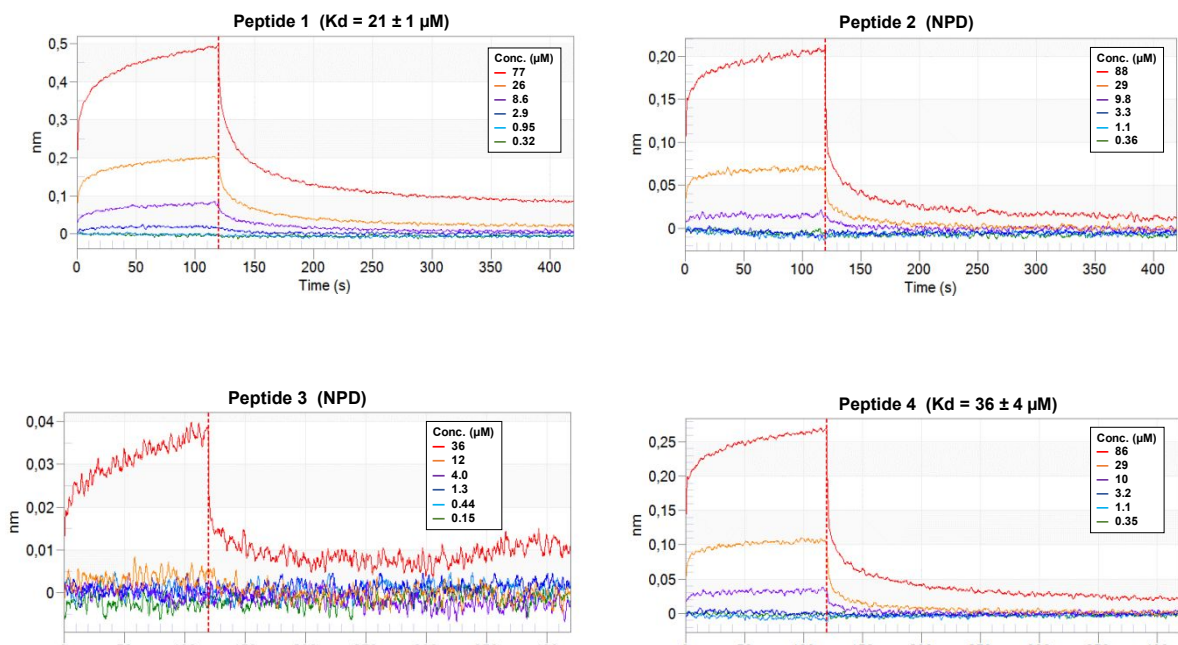 Peptide 1 (Kd = 21 ± 1 µM)
0,5
0,4
0,3
0,2
0,1
0
nm
Conc. (µM)
77
26
8.6
2.9
0.95
0.32
0 50 100 150 200 250 300 350 400
Time (s)
Peptide 2 (NPD)
0,20
0,15
0,10
0,05
0
nm
Conc. (µM)
88
29
9.8
3.3
1.1
0.36
0 50 100 150 200 250 300 350 400
Time (s)
Peptide 3 (NPD)
0,04
0,03
0,02
0,01
0
nm
Conc. (µM)
36
12
4.0
1.3
0.44
0.15
Peptide 4 (Kd = 36 ± 4 µM)
0,25
0,20
0,15
0,10
0,05
0
nm
Conc. (µM)
86
29
10
3.2
1.1
0.35